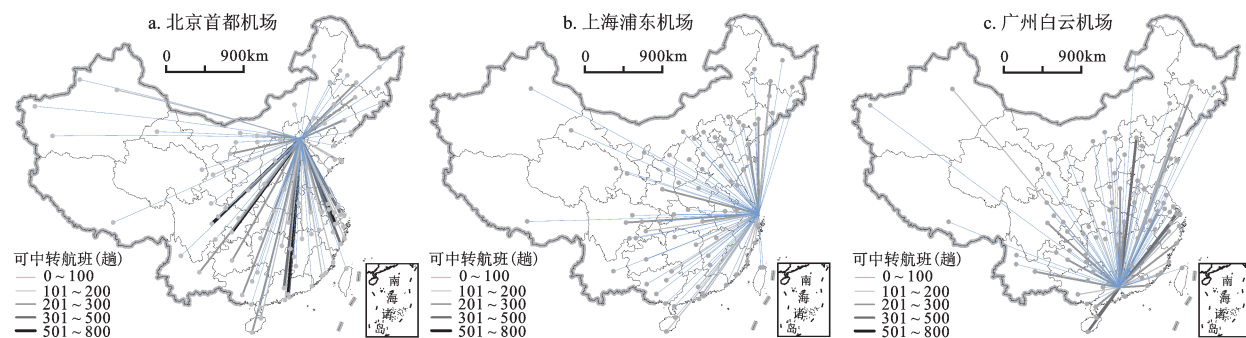 a. 北京首都机场
0 900km
可中转航班(趟)
0～100
101～200
201～300
301～500
501～800
南
海
诸
岛
b. 上海浦东机场
0 900km
可中转航班(趟)
0～100
101～200
201～300
301～500
501～800
南
海
诸
岛
c. 广州白云机场
0 900km
可中转航班(趟)
0～100
101～200
201～300
301～500
501～800
南
海
诸
岛